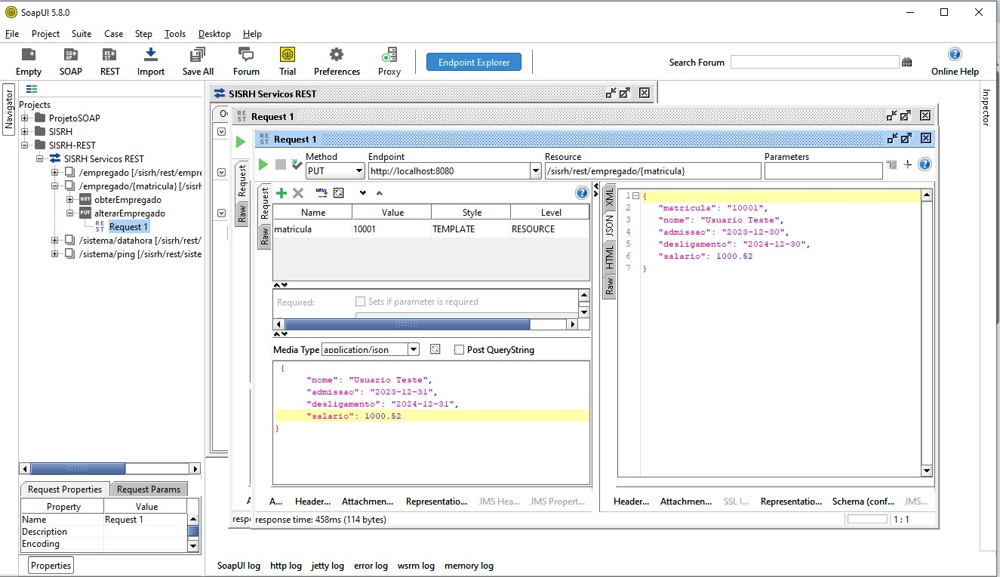 SoapUI 5.8.0
File Project Suite Case Step Tools Desktop Help
Empty SOAP REST Import Save All Forum Trial Preferences Proxy Endpoint Explorer Search Forum Online Help
Navigator
Projects
ProjetoSOAP
SISRH
SISRH-REST
SISRH Servicos REST
/empregado [/sisrh/rest/empre
/empregado/{matricula} [/sisrh
GET obterEmpregado
PUT alterarEmpregado
REST Request 1
/sistema/datahora [/sisrh/rest/
/sistema/ping [/sisrh/rest/siste
Request Properties Request Params
Property Value
Name Request 1
Description
Encoding
Properties
SISRH Servicos REST
Ov
REST Request 1
Request
Raw
REST Request 1
Method Endpoint Resource Parameters
PUT http://localhost:8080 /sisrh/rest/empregado/{matricula}
Request
Raw
Name Value Style Level
matricula 10001 TEMPLATE RESOURCE
Required: Sets if parameter is required
Media Type application/json Post QueryString
{
"nome": "Usuario Teste",
"admissao": "2023-12-31",
"desligamento": "2024-12-31",
"salario": 1000.52
}
A... Header... Attachmen... Representatio... JMS Hea... JMS Propert...
XML
JSON
HTML
Raw
1 {
2 "matricula": "10001",
3 "nome": "Usuario Teste",
4 "admissao": "2023-12-30",
5 "desligamento": "2024-12-30",
6 "salario": 1000.52
7 }
Header... Attachmen... SSL I... Representatio... Schema (conf... JMS...
A
respo
response time: 458ms (114 bytes) 1 : 1
Inspector
SoapUI log http log jetty log error log wsrm log memory log